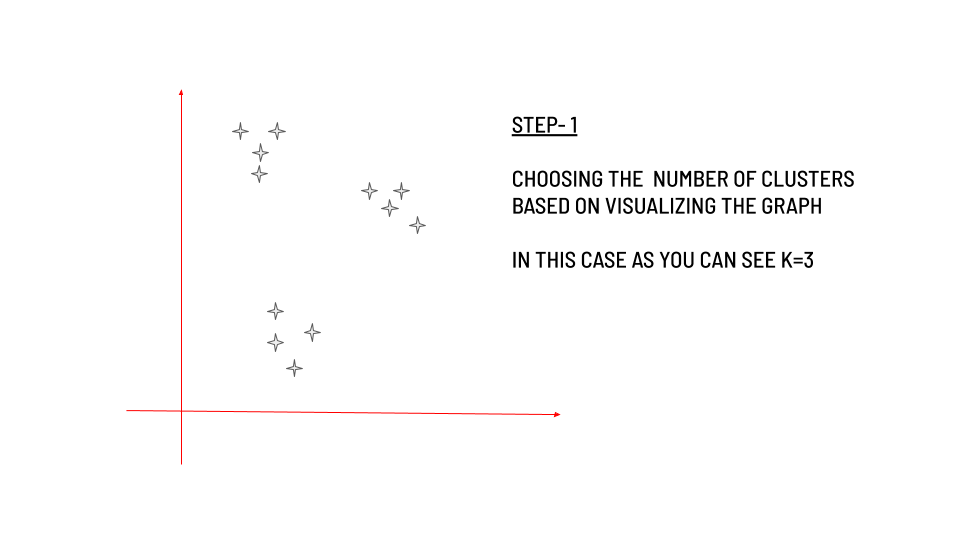 STEP- 1
CHOOSING THE  NUMBER OF CLUSTERS
BASED ON VISUALIZING THE GRAPH
IN THIS CASE AS YOU CAN SEE K=3